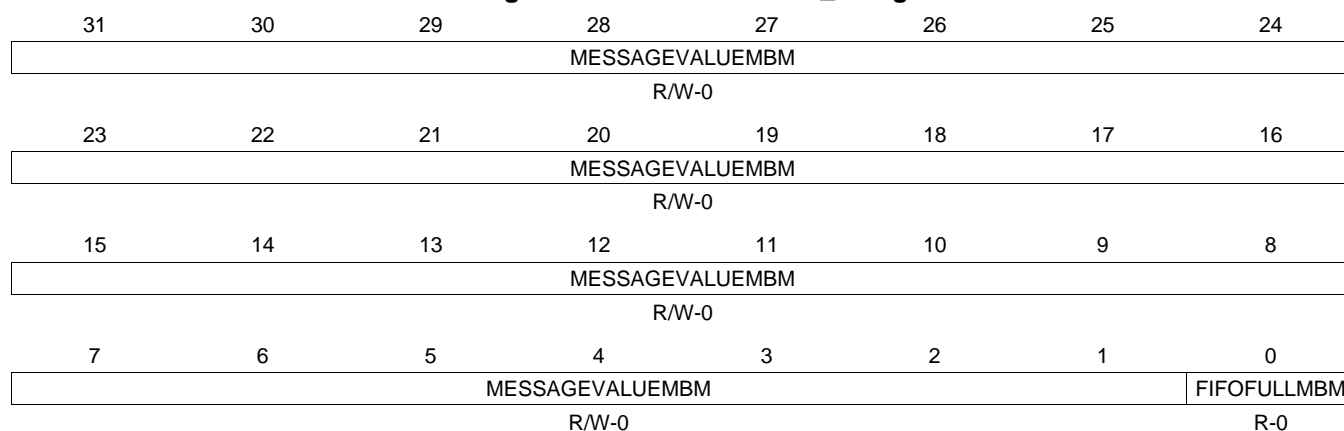 31 30 29 28 27 26 25 24
MESSAGEVALUEMBM
R/W-0
23 22 21 20 19 18 17 16
MESSAGEVALUEMBM
R/W-0
15 14 13 12 11 10 9 8
MESSAGEVALUEMBM
R/W-0
7 6 5 4 3 2 1 0
MESSAGEVALUEMBM FIFOFULLMBM
R/W-0 R-0